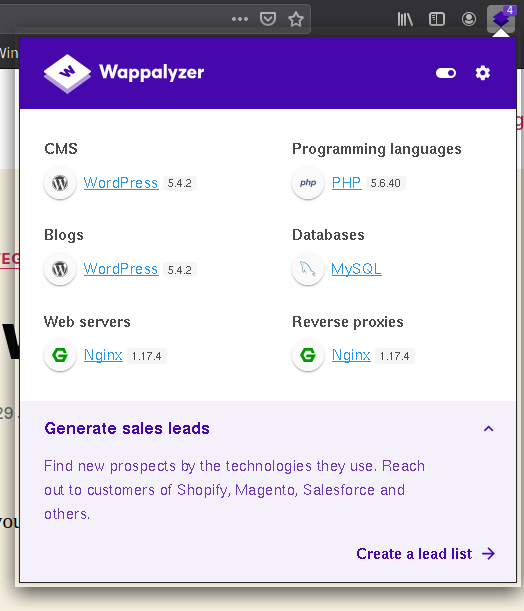 4
Win
Wappalyzer
g
CMS
WordPress 5.4.2
Programming languages
php PHP 5.6.40
Blogs
WordPress 5.4.2
Databases
MySQL
Web servers
Nginx 1.17.4
Reverse proxies
Nginx 1.17.4
TEG
29
you
Generate sales leads
Find new prospects by the technologies they use. Reach
out to customers of Shopify, Magento, Salesforce and
others.
Create a lead list